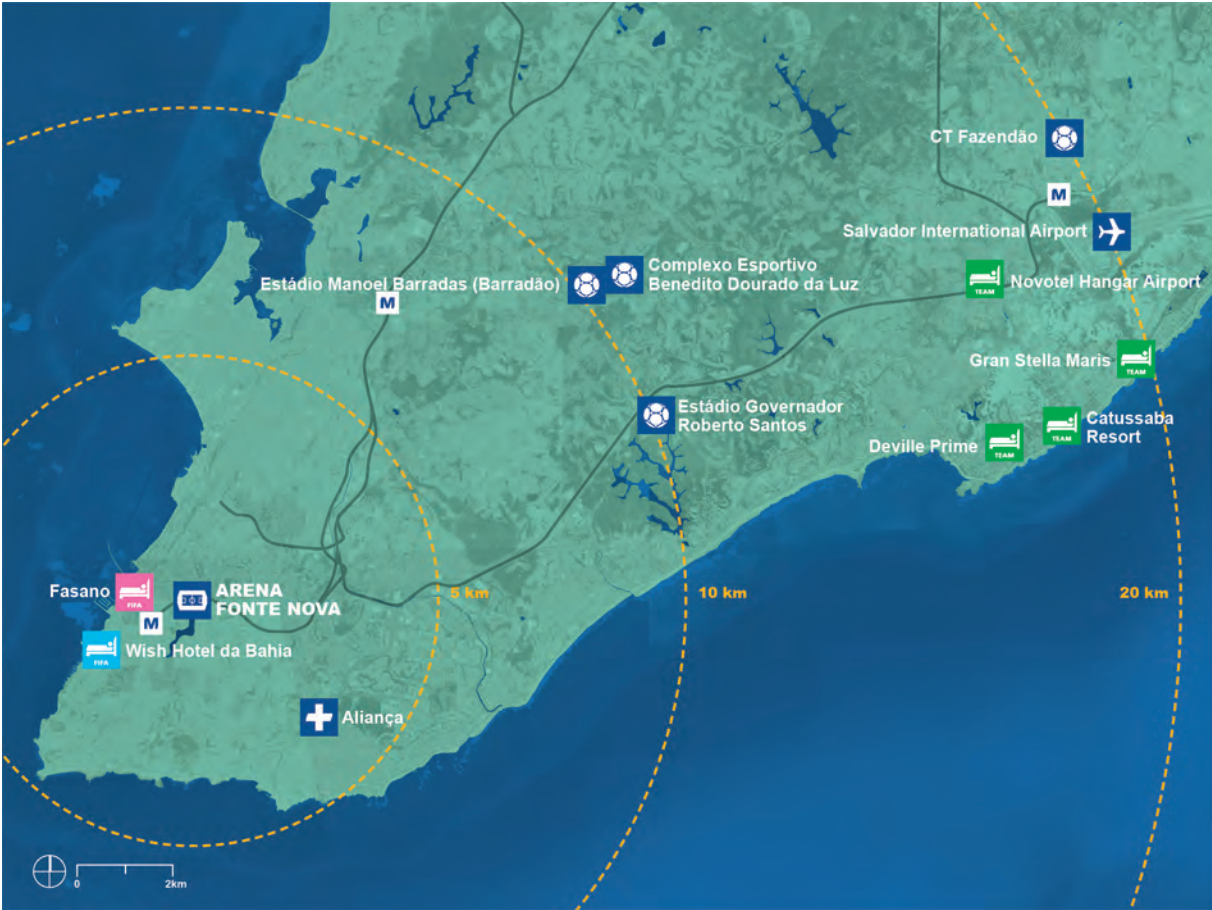 CT Fazendão
M
Salvador International Airport
Complexo Esportivo
Benedito Dourado da Luz
Estádio Manoel Barradas (Barradão)
M
TEAM
Novotel Hangar Airport
Gran Stella Maris
TEAM
Estádio Governador
Roberto Santos
Catussaba
Resort
TEAM
Deville Prime
TEAM
Fasano
FIFA
ARENA
FONTE NOVA
5 km
10 km
20 km
M
Wish Hotel da Bahia
FIFA
Aliança
0
2km